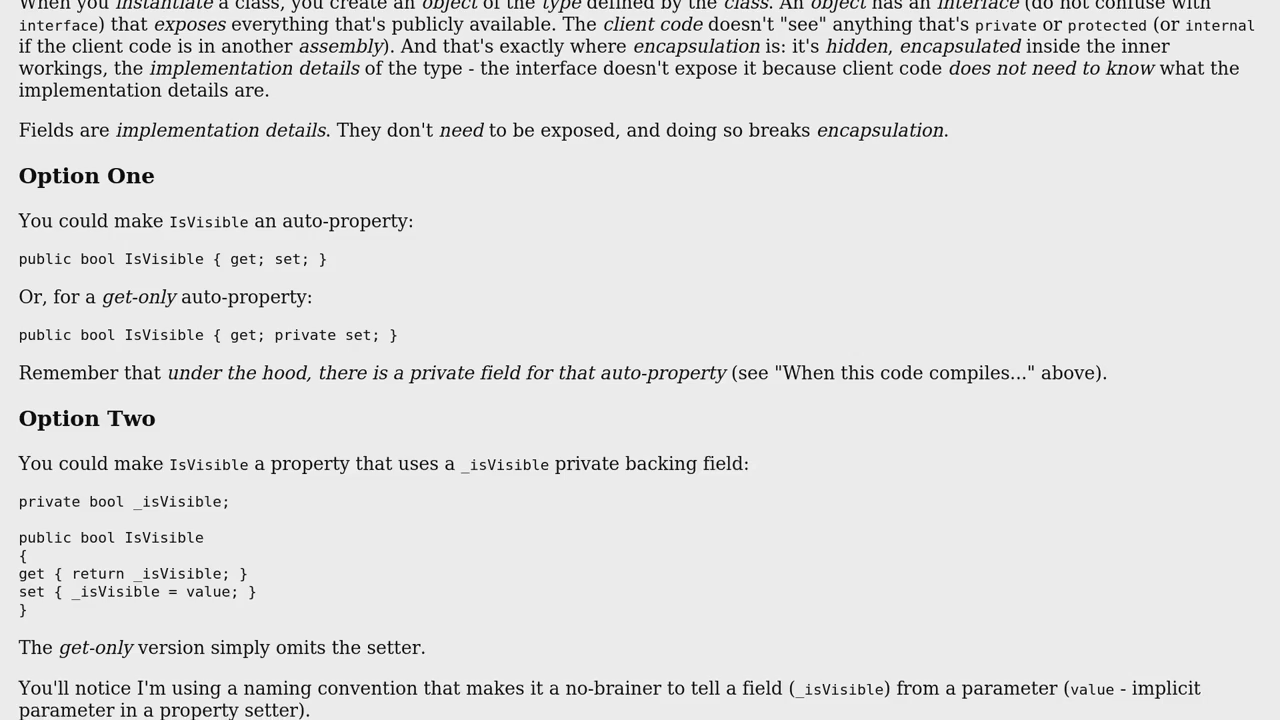 When you instantiate a class, you create an object of the type defined by the class. An object has an interface (do not confuse with
interface) that exposes everything that's publicly available. The client code doesn't "see" anything that's private or protected (or internal
if the client code is in another assembly). And that's exactly where encapsulation is: it's hidden, encapsulated inside the inner
workings, the implementation details of the type - the interface doesn't expose it because client code does not need to know what the
implementation details are.
Fields are implementation details. They don't need to be exposed, and doing so breaks encapsulation.
Option One
You could make IsVisible an auto-property:
public bool IsVisible { get; set; }
Or, for a get-only auto-property:
public bool IsVisible { get; private set; }
Remember that under the hood, there is a private field for that auto-property (see "When this code compiles..." above).
Option Two
You could make IsVisible a property that uses a _isVisible private backing field:
private bool _isVisible;
public bool IsVisible
{
get { return _isVisible; }
set { _isVisible = value; }
}
The get-only version simply omits the setter.
You'll notice I'm using a naming convention that makes it a no-brainer to tell a field (_isVisible) from a parameter (value - implicit
parameter in a property setter).